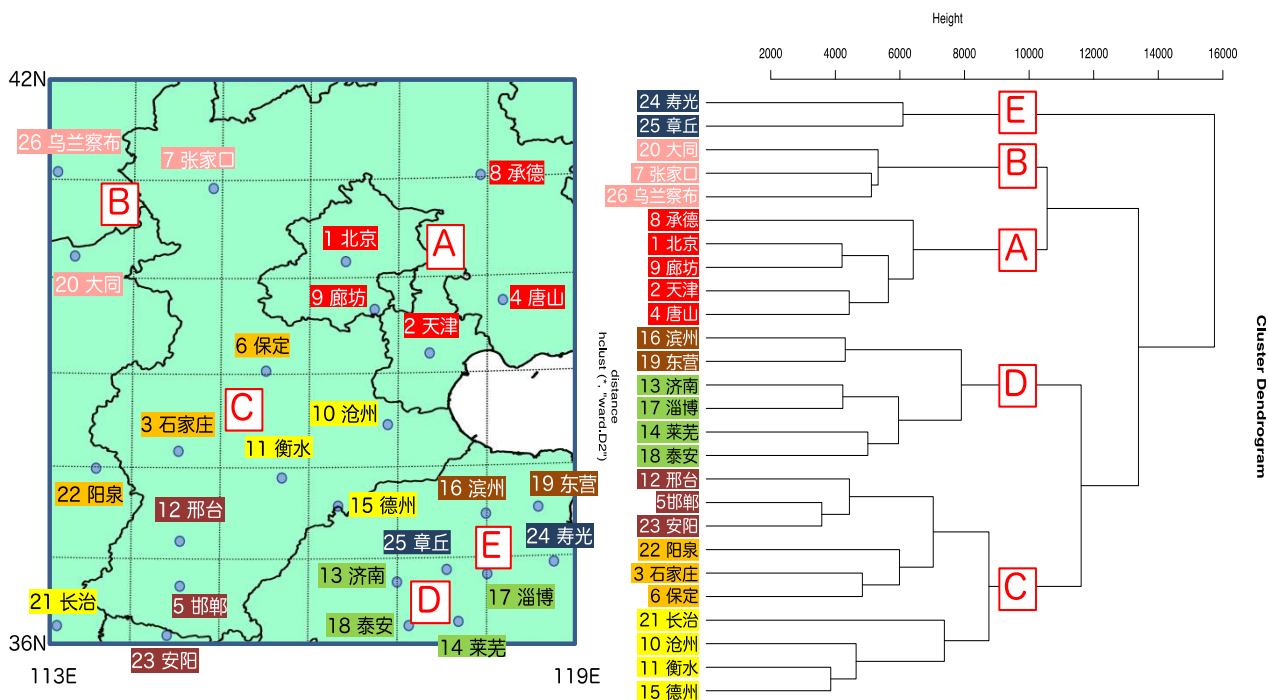 42N
26 乌兰察布
7 张家口
8 承德
B
A
1 北京
20 大同
9 廊坊
4 唐山
2 天津
6 保定
C
10 沧州
3 石家庄
11 衡水
22 阳泉
15 德州
16 滨州
19 东营
12 邢台
25 章丘
24 寿光
E
13 济南
17 淄博
D
21 长治
5 邯郸
18 泰安
14 莱芜
36N
23 安阳
113E
119E
Height
2000 4000 6000 8000 10000 12000 14000 16000
24 寿光
25 章丘
E
20 大同
7 张家口
26 乌兰察布
B
8 承德
1 北京
9 廊坊
2 天津
4 唐山
A
16 滨州
19 东营
13 济南
17 淄博
14 莱芜
18 泰安
D
12 邢台
5邯郸
23 安阳
22 阳泉
3 石家庄
6 保定
21 长治
10 沧州
11 衡水
15 德州
C
distance
hclust (*, "ward.D2")
Cluster Dendrogram